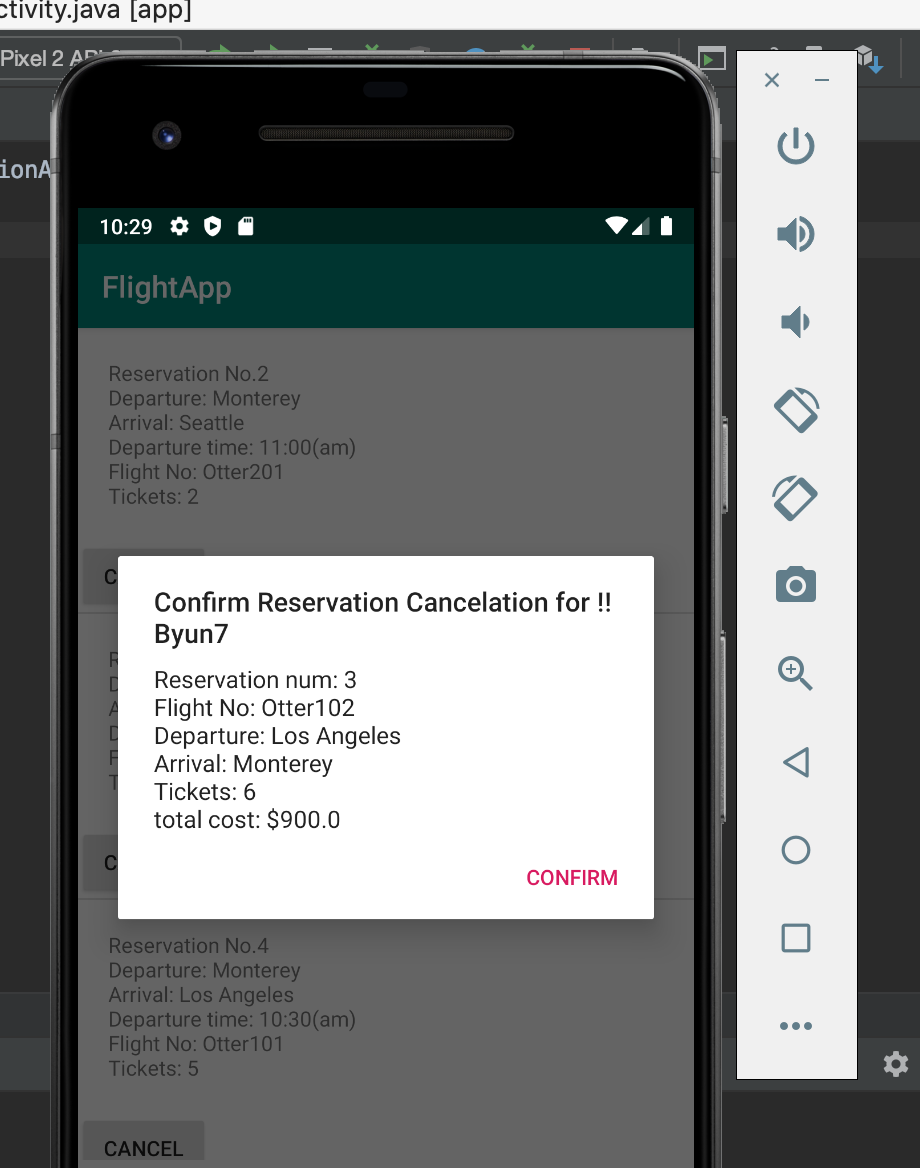 ctivity.java [app]
Pixel 2 API
ionA
10:29
FlightApp
Reservation No.2
Departure: Monterey
Arrival: Seattle
Departure time: 11:00(am)
Flight No: Otter201
Tickets: 2
C
Confirm Reservation Cancelation for !!
Byun7
Reservation num: 3
Flight No: Otter102
Departure: Los Angeles
Arrival: Monterey
Tickets: 6
total cost: $900.0
CONFIRM
C
Reservation No.4
Departure: Monterey
Arrival: Los Angeles
Departure time: 10:30(am)
Flight No: Otter101
Tickets: 5
CANCEL